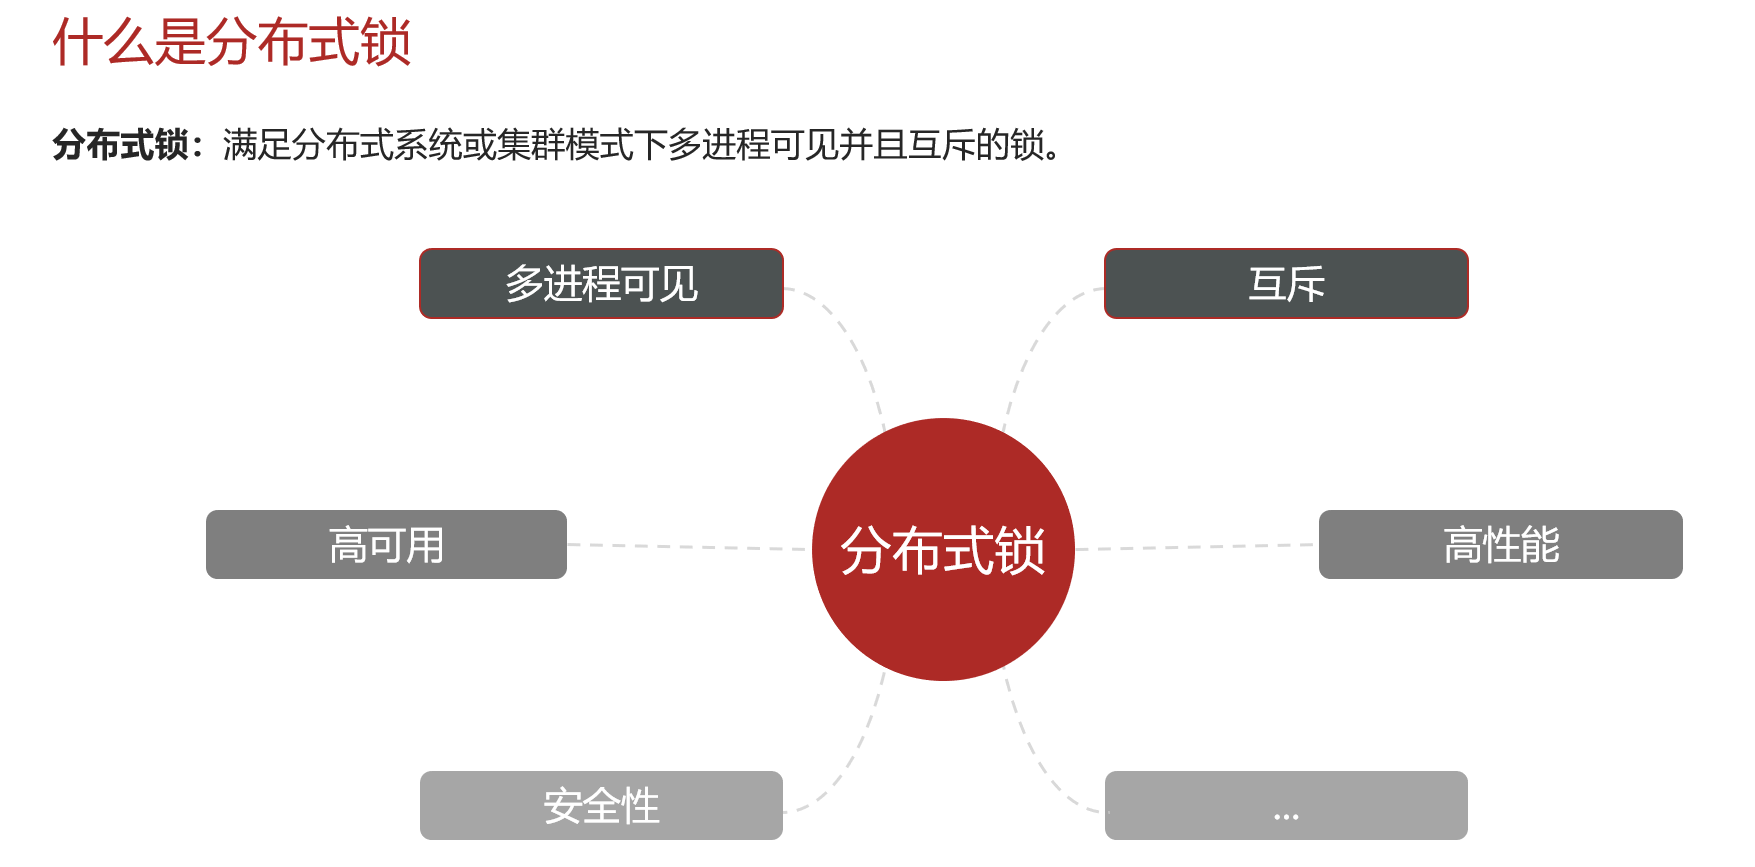 什么是分布式锁
分布式锁：满足分布式系统或集群模式下多进程可见并且互斥的锁。
多进程可见
互斥
高可用
分布式锁
高性能
安全性
...